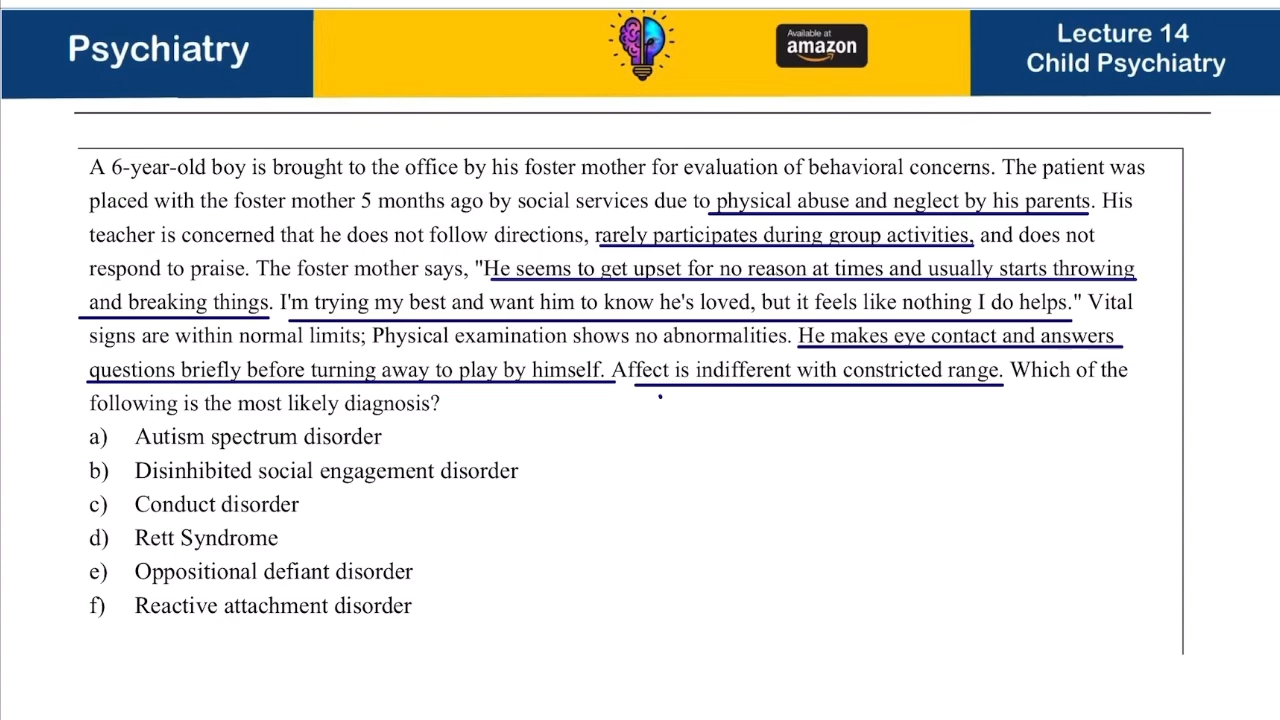 Psychiatry
Available at
amazon
Lecture 14
Child Psychiatry
A 6-year-old boy is brought to the office by his foster mother for evaluation of behavioral concerns. The patient was
placed with the foster mother 5 months ago by social services due to physical abuse and neglect by his parents. His
teacher is concerned that he does not follow directions, rarely participates during group activities, and does not
respond to praise. The foster mother says, "He seems to get upset for no reason at times and usually starts throwing
and breaking things. I'm trying my best and want him to know he's loved, but it feels like nothing I do helps." Vital
signs are within normal limits; Physical examination shows no abnormalities. He makes eye contact and answers
questions briefly before turning away to play by himself. Affect is indifferent with constricted range. Which of the
following is the most likely diagnosis?
a) Autism spectrum disorder
b) Disinhibited social engagement disorder
c) Conduct disorder
d) Rett Syndrome
e) Oppositional defiant disorder
f) Reactive attachment disorder